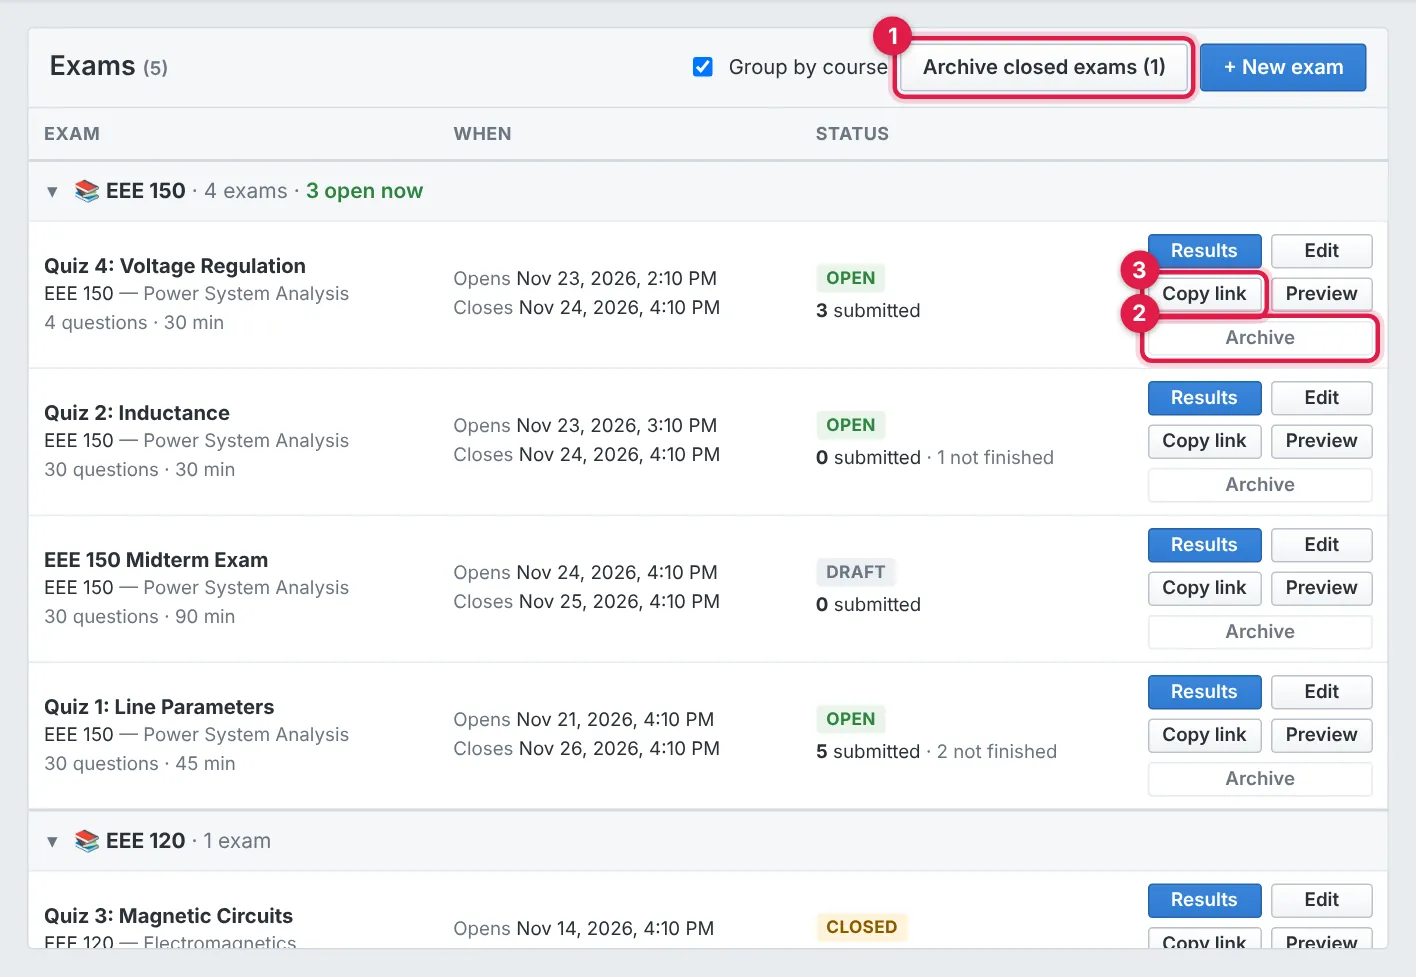 Exams (5)
Group by course
1
Archive closed exams (1)
+ New exam
EXAM WHEN STATUS
▼ 📚 EEE 150 · 4 exams · 3 open now
Quiz 4: Voltage Regulation
EEE 150 — Power System Analysis
4 questions · 30 min
Opens Nov 23, 2026, 2:10 PM
Closes Nov 24, 2026, 4:10 PM
OPEN
3 submitted
Results Edit
3
Copy link Preview
2
Archive
Quiz 2: Inductance
EEE 150 — Power System Analysis
30 questions · 30 min
Opens Nov 23, 2026, 3:10 PM
Closes Nov 24, 2026, 4:10 PM
OPEN
0 submitted · 1 not finished
Results Edit
Copy link Preview
Archive
EEE 150 Midterm Exam
EEE 150 — Power System Analysis
30 questions · 90 min
Opens Nov 24, 2026, 4:10 PM
Closes Nov 25, 2026, 4:10 PM
DRAFT
0 submitted
Results Edit
Copy link Preview
Archive
Quiz 1: Line Parameters
EEE 150 — Power System Analysis
30 questions · 45 min
Opens Nov 21, 2026, 4:10 PM
Closes Nov 26, 2026, 4:10 PM
OPEN
5 submitted · 2 not finished
Results Edit
Copy link Preview
Archive
▼ 📚 EEE 120 · 1 exam
Quiz 3: Magnetic Circuits
EEE 120 — Electromagnetics
Opens Nov 14, 2026, 4:10 PM
CLOSED
Results Edit
Copy link Preview